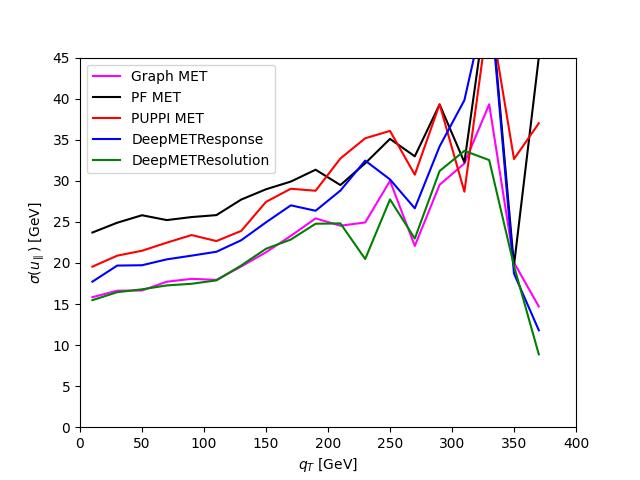 45
40
35
30
25
20
15
10
5
0
σ(u∥) [GeV]
Graph MET
PF MET
PUPPI MET
DeepMETResponse
DeepMETResolution
0 50 100 150 200 250 300 350 400
qT [GeV]